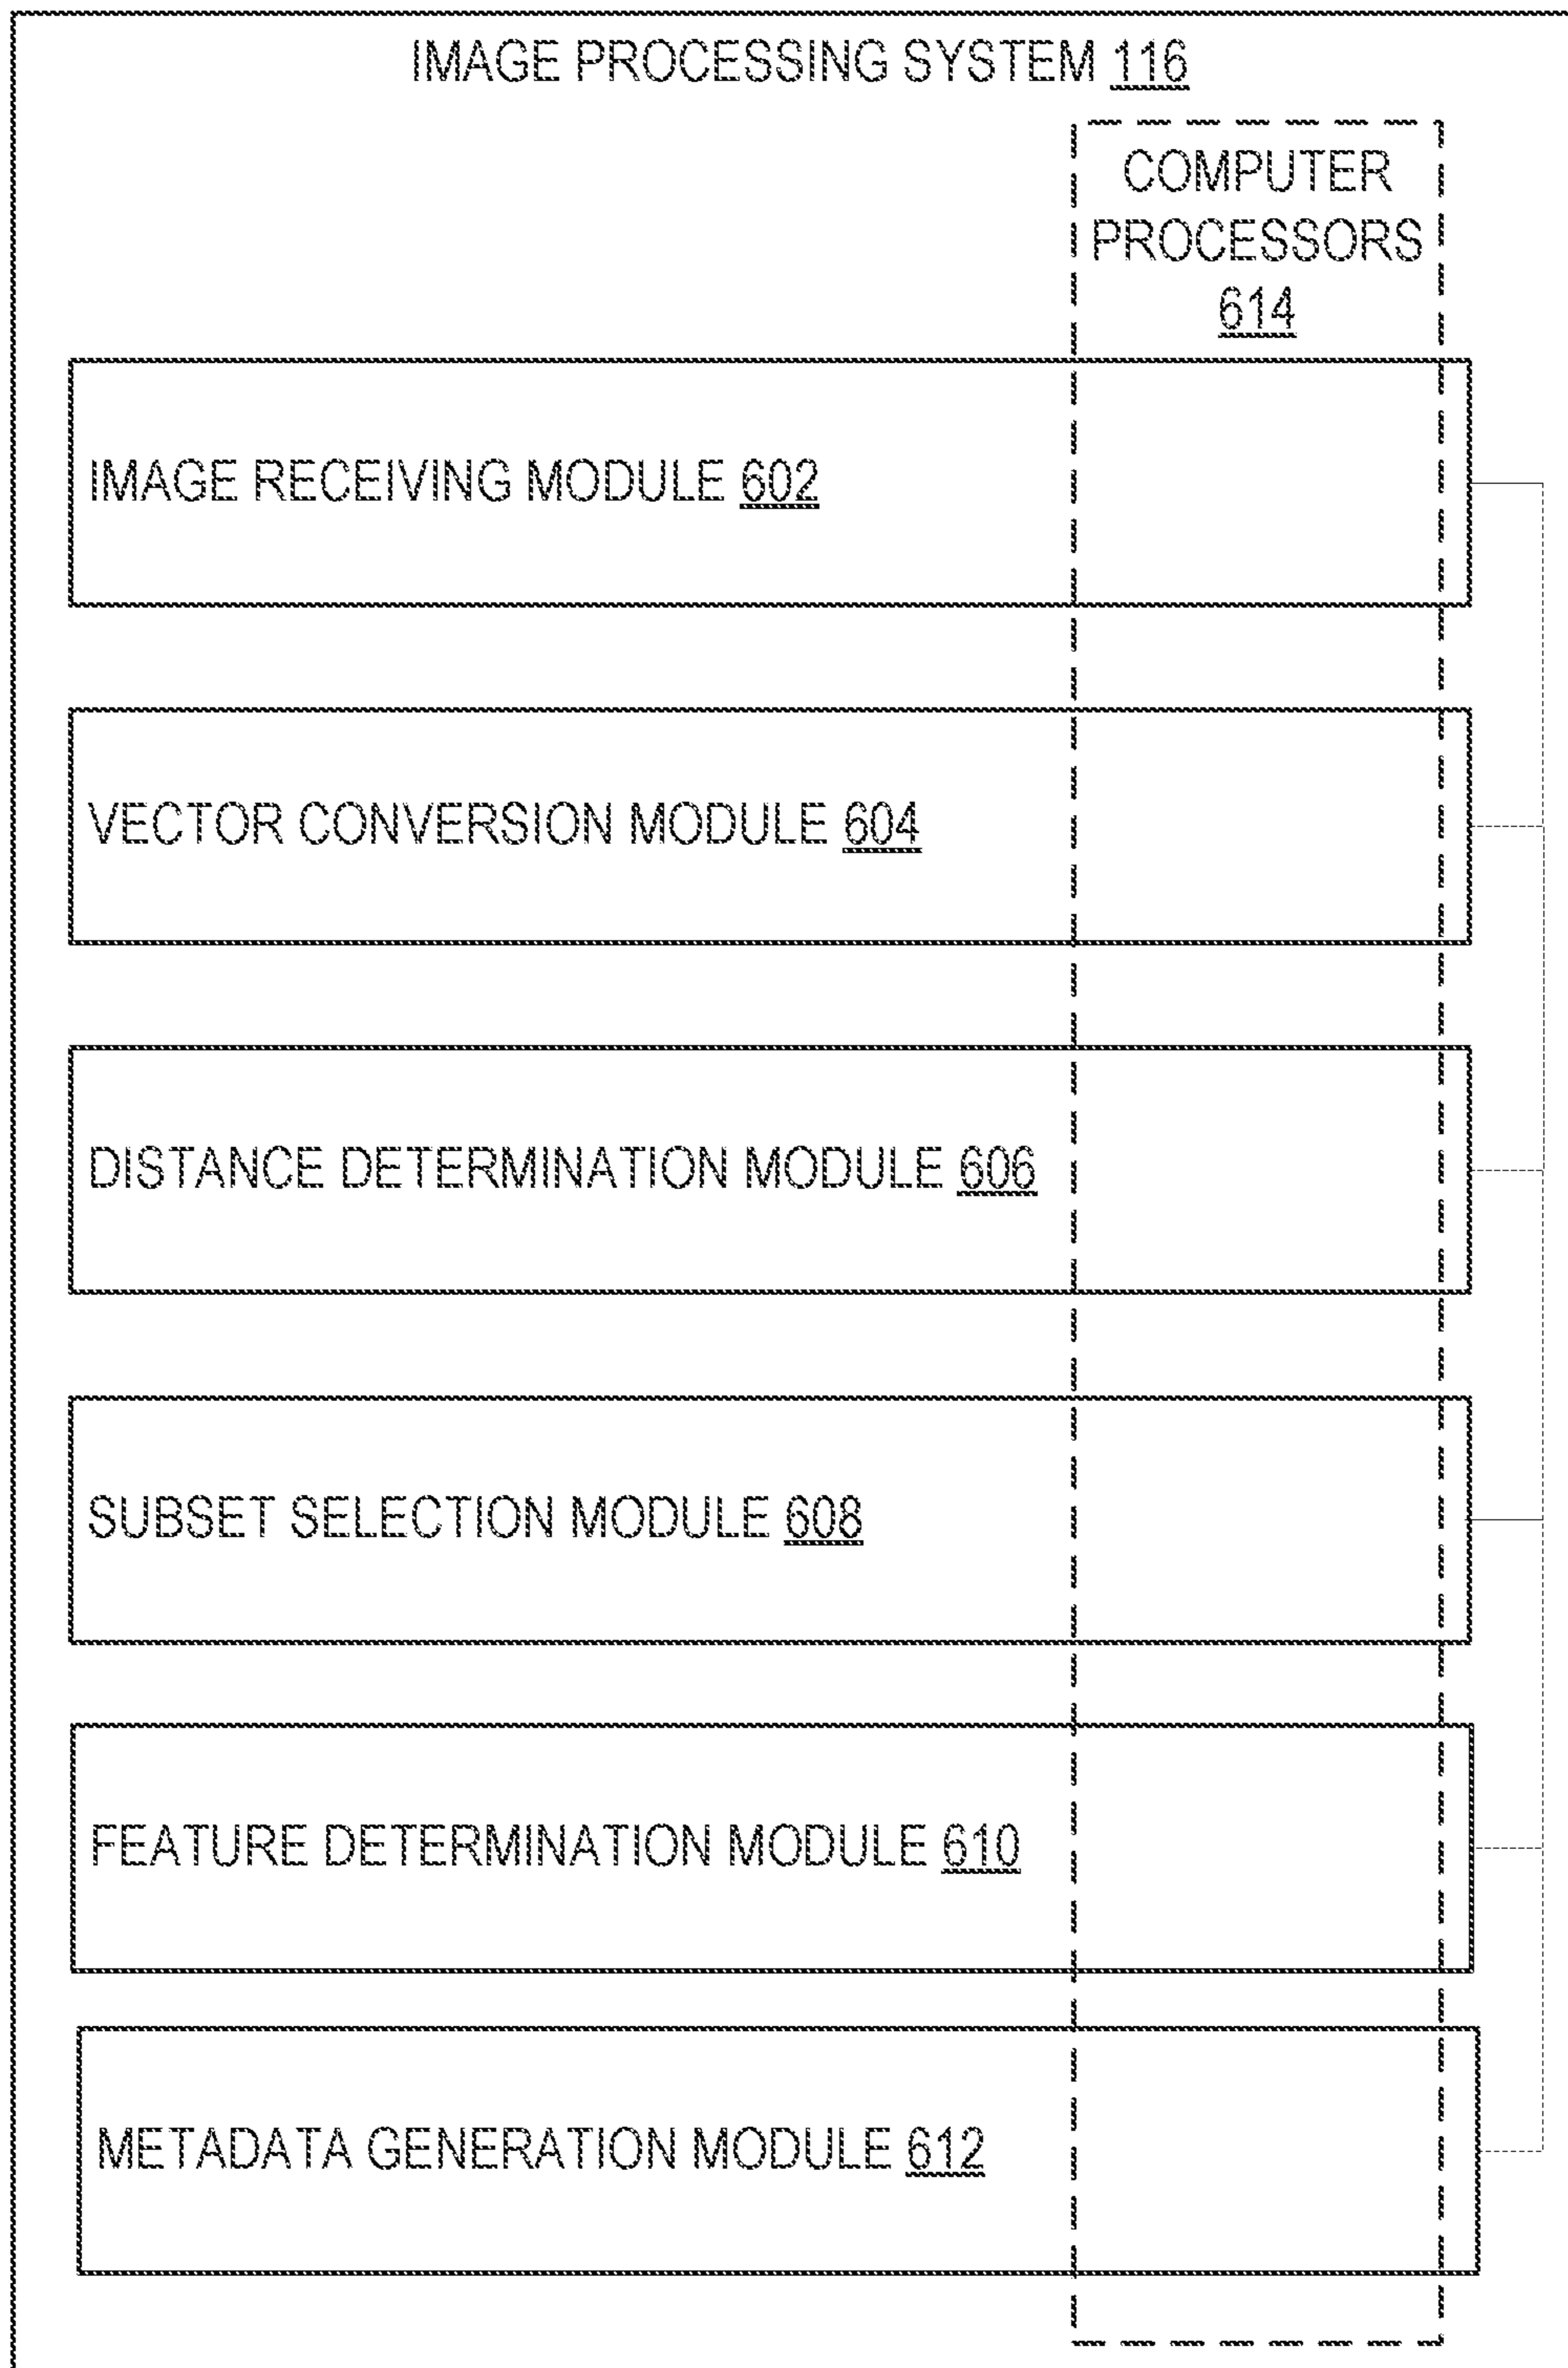 IMAGE PROCESSING SYSTEM 116
COMPUTER
PROCESSORS
614
IMAGE RECEIVING MODULE 602
VECTOR CONVERSION MODULE 604
DISTANCE DETERMINATION MODULE 606
SUBSET SELECTION MODULE 608
FEATURE DETERMINATION MODULE 610
METADATA GENERATION MODULE 612